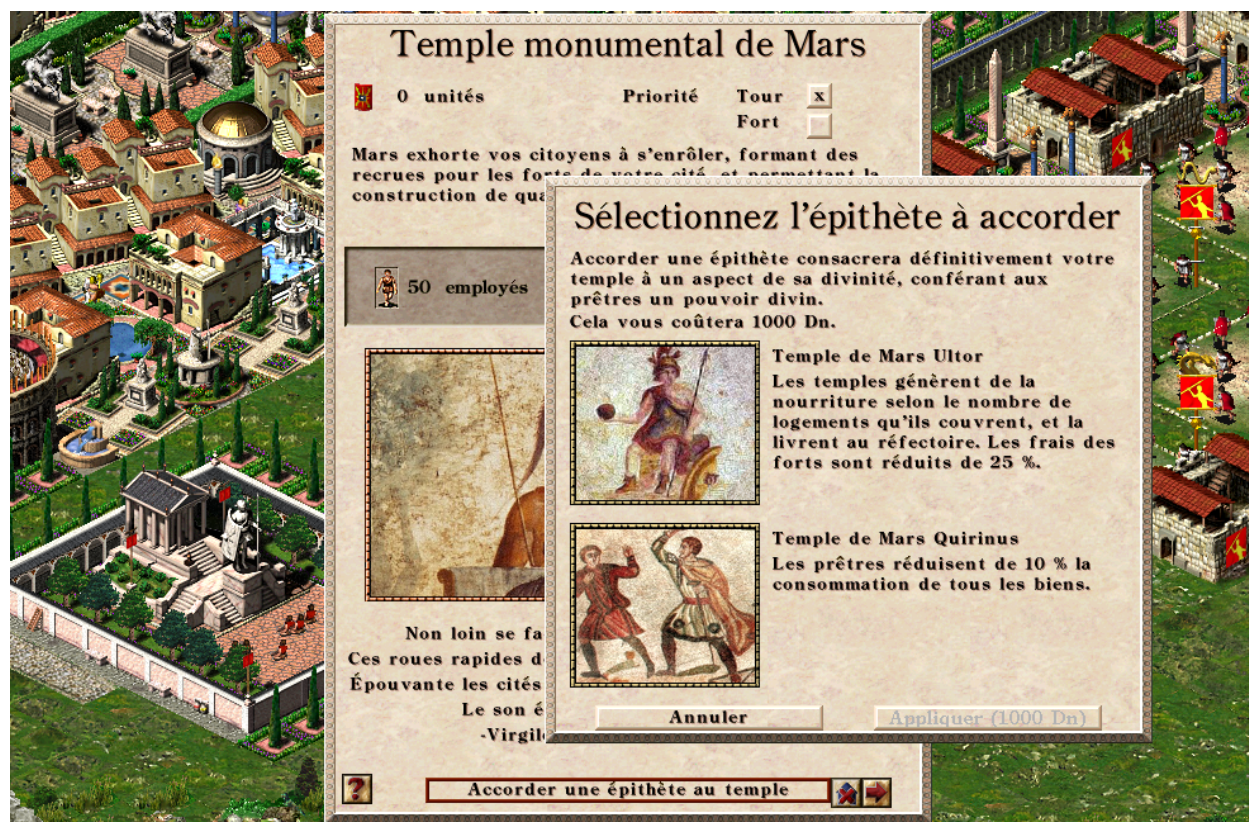 Temple monumental de Mars
0 unités
Priorité
Tour x
Fort
Mars exhorte vos citoyens à s'enrôler, formant des
recrues pour les forts de votre cité, et permettant la
construction de
50 employés
Non loin se
Ces roues rapides
Épouvante les cités
Le son
-Virgile
? Accorder une épithète au temple
Sélectionnez l'épithète à accorder
Accorder une épithète consacrera définitivement votre
temple à un aspect de sa divinité, conférant aux
prêtres un pouvoir divin.
Cela vous coûtera 1000 Dn.
Temple de Mars Ultor
Les temples génèrent de la
nourriture selon le nombre de
logements qu'ils couvrent, et la
livrent au réfectoire. Les frais des
forts sont réduits de 25 %.
Temple de Mars Quirinus
Les prêtres réduisent de 10 % la
consommation de tous les biens.
Annuler
Appliquer (1000 Dn)